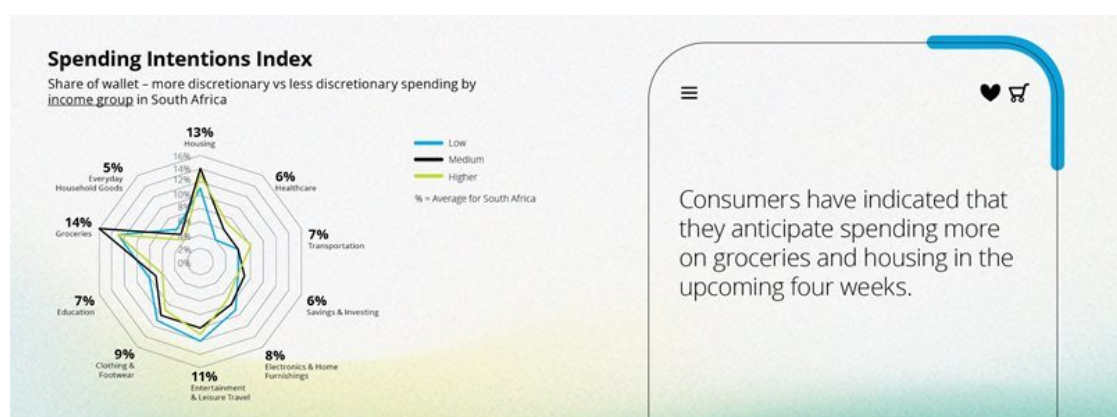 Spending Intentions Index
Share of wallet – more discretionary vs less discretionary spending by
income group in South Africa
13%
Housing
16%
14%
12%
10%
8%
2%
0%
6%
Healthcare
7%
Transportation
6%
Savings & Investing
8%
Electronics & Home
Furnishings
11%
Entertainment
& Leisure Travel
9%
Clothing &
Footwear
7%
Education
14%
Groceries
5%
Everyday
Household Goods
Low
Medium
Higher
% = Average for South Africa
Consumers have indicated that
they anticipate spending more
on groceries and housing in the
upcoming four weeks.